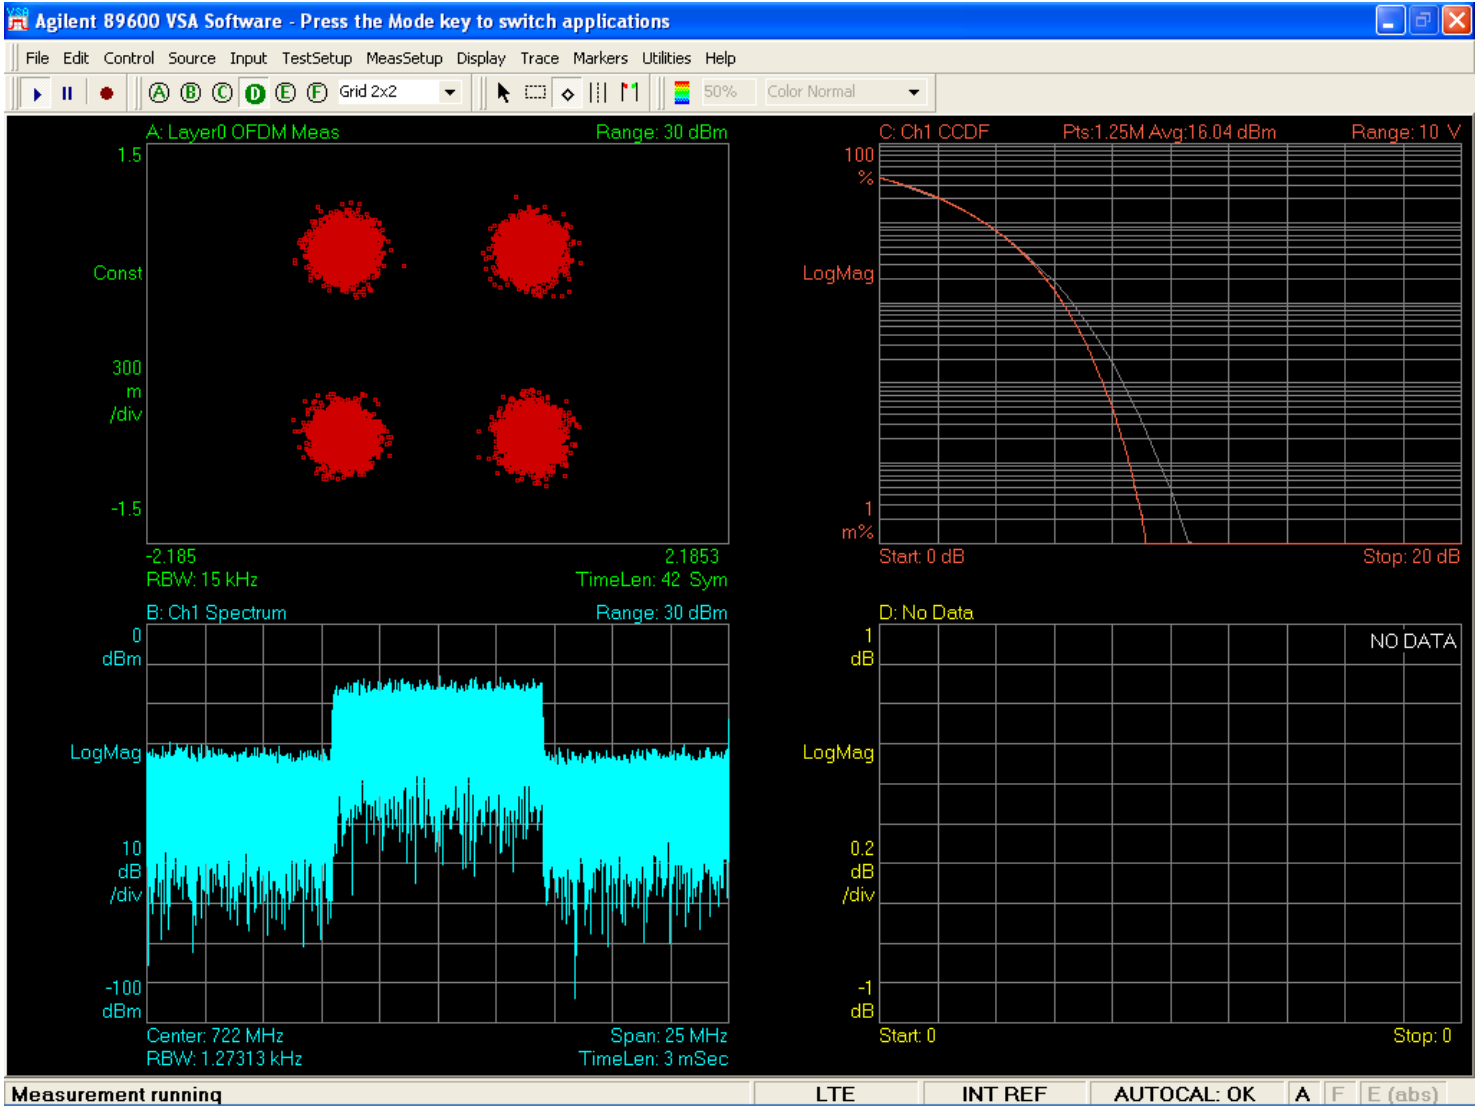 Agilent 89600 VSA Software - Press the Mode key to switch applications
File Edit Control Source Input TestSetup MeasSetup Display Trace Markers Utilities Help
A B C D E F Grid 2x2 50% Color Normal
A: Layer0 OFDM Meas Range: 30 dBm
1.5
Const
300
m
/div
-1.5
-2.185 2.1853
RBW: 15 kHz TimeLen: 42 Sym
C: Ch1 CCDF Pts:1.25M Avg:16.04 dBm Range: 10 V
100
%
LogMag
1
m%
Start: 0 dB Stop: 20 dB
B: Ch1 Spectrum Range: 30 dBm
0
dBm
LogMag
10
dB
/div
-100
dBm
Center: 722 MHz Span: 25 MHz
RBW: 1.27313 kHz TimeLen: 3 mSec
D: No Data
1
dB
NO DATA
LogMag
0.2
dB
/div
-1
dB
Start: 0 Stop: 0
Measurement running LTE INT REF AUTOCAL: OK A F E (abs)